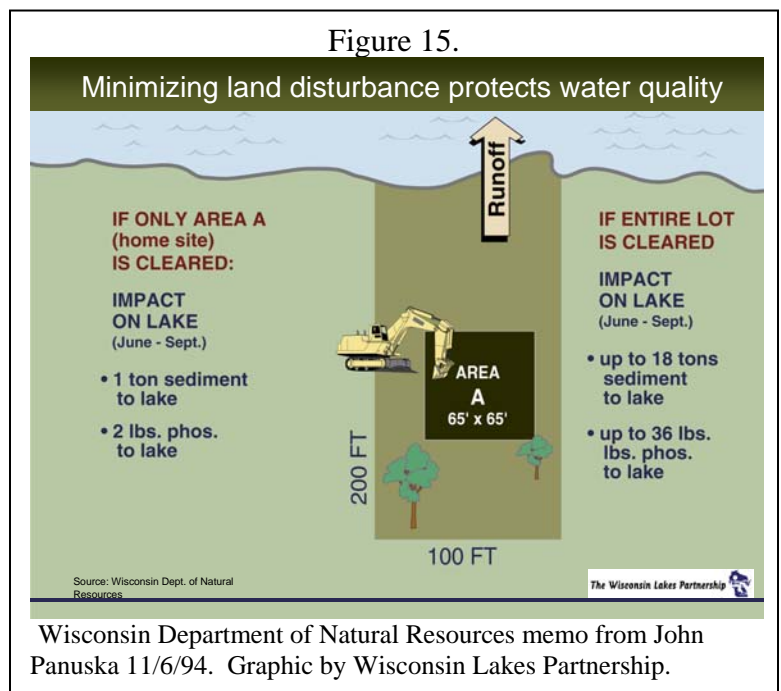 Figure 15.
Minimizing land disturbance protects water quality
Runoff
IF ONLY AREA A
(home site)
IS CLEARED:
IMPACT
ON LAKE
(June - Sept.)
• 1 ton sediment
to lake
• 2 lbs. phos.
to lake
AREA
A
65' x 65'
200 FT
100 FT
IF ENTIRE LOT
IS CLEARED
IMPACT
ON LAKE
(June - Sept.)
• up to 18 tons
sediment
to lake
• up to 36 lbs.
lbs. phos.
to lake
Source: Wisconsin Dept. of Natural
Resources
The Wisconsin Lakes Partnership
Wisconsin Department of Natural Resources memo from John
Panuska 11/6/94. Graphic by Wisconsin Lakes Partnership.